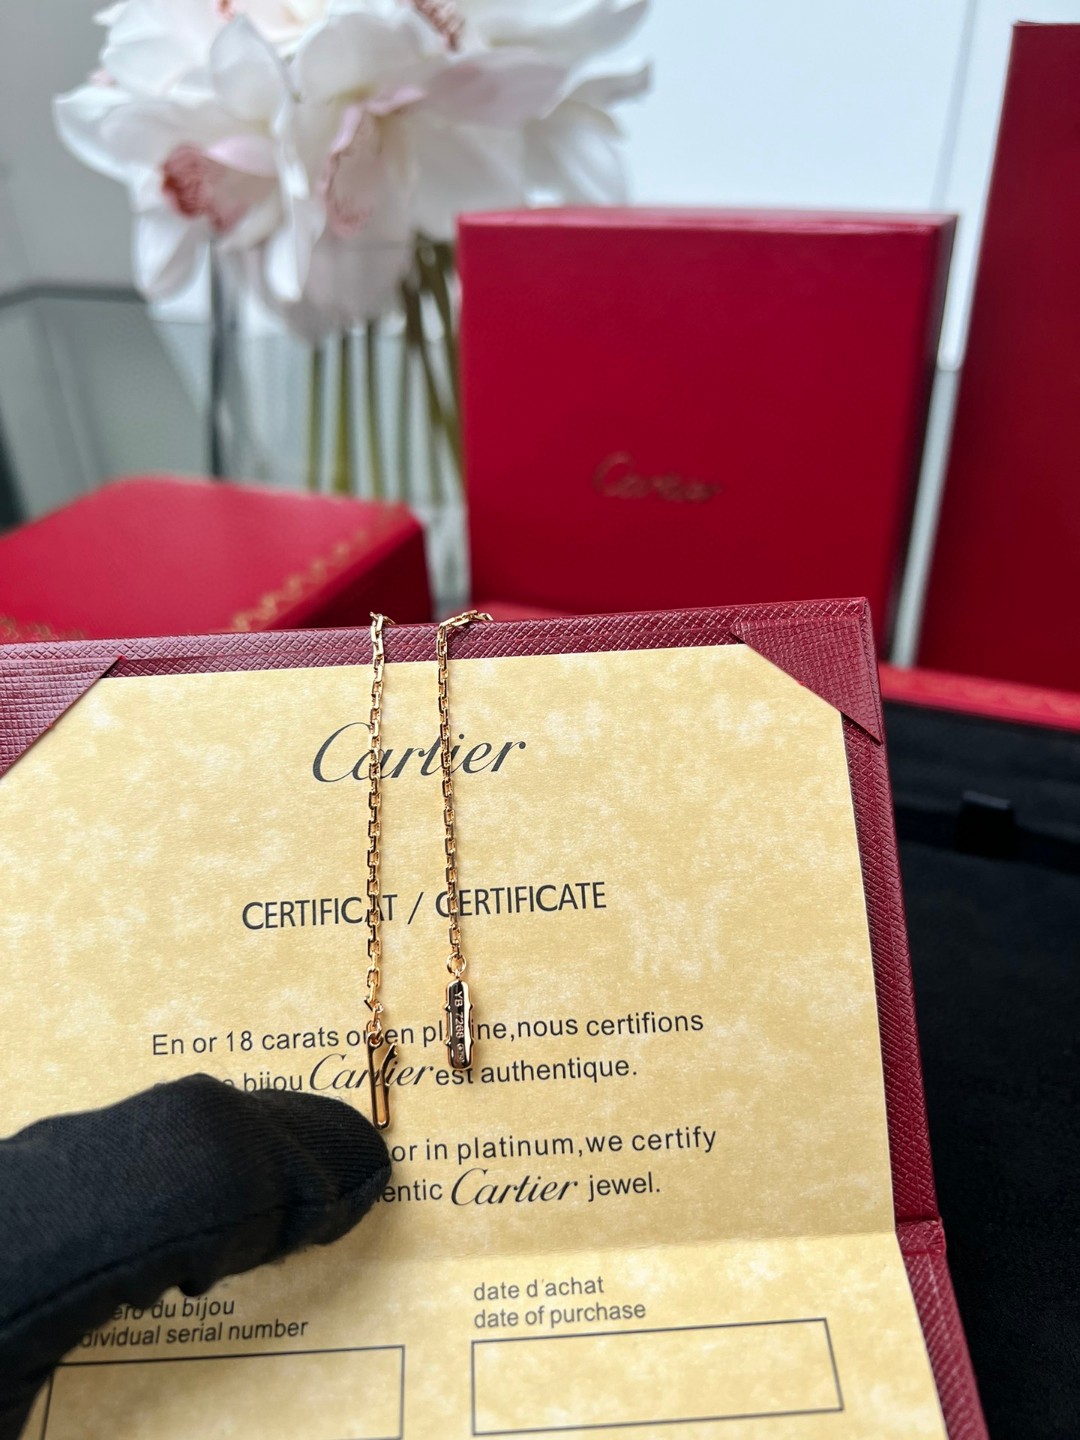 Cartier
Cartier
CERTIFICAT / CERTIFICATE
En or 18 carats ou en platine,nous certifions
bijou Cartier est authentique.
or in platinum,we certify
Cartier jewel.
date d'achat
date of purchase
du bijou
serial number